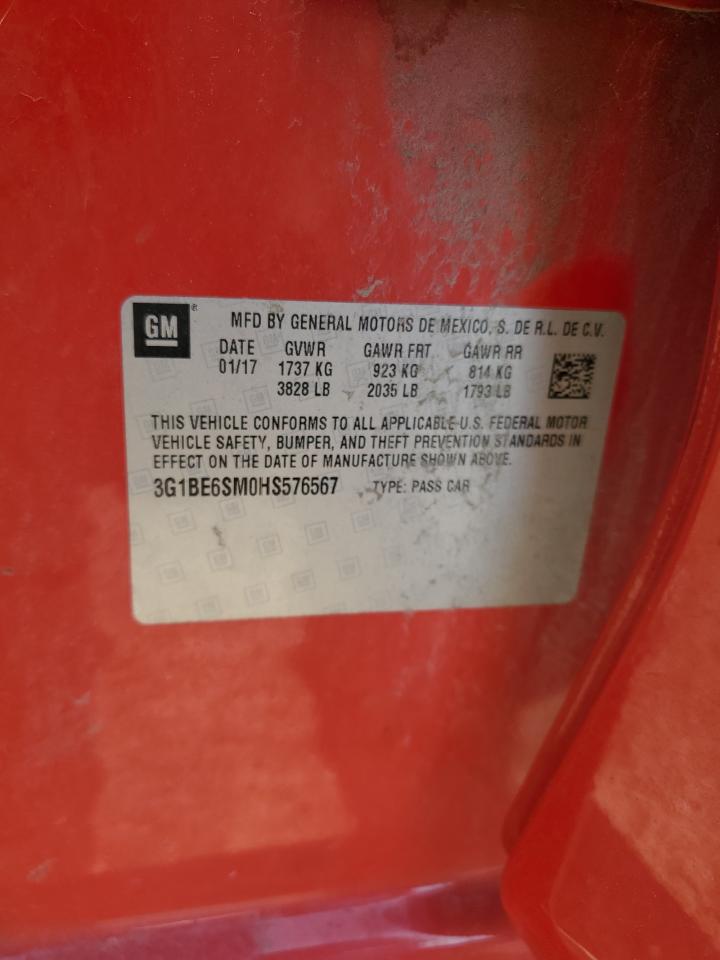 GM ®
MFD BY GENERAL MOTORS DE MEXICO, S. DE R.L. DE C.V.
DATE GVWR GAWR FRT GAWR RR
01/17 1737 KG 923 KG 814 KG
3828 LB 2035 LB 1793 LB
THIS VEHICLE CONFORMS TO ALL APPLICABLE U.S. FEDERAL MOTOR
VEHICLE SAFETY, BUMPER, AND THEFT PREVENTION STANDARDS IN
EFFECT ON THE DATE OF MANUFACTURE SHOWN ABOVE.
3G1BE6SM0HS576567 TYPE: PASS CAR